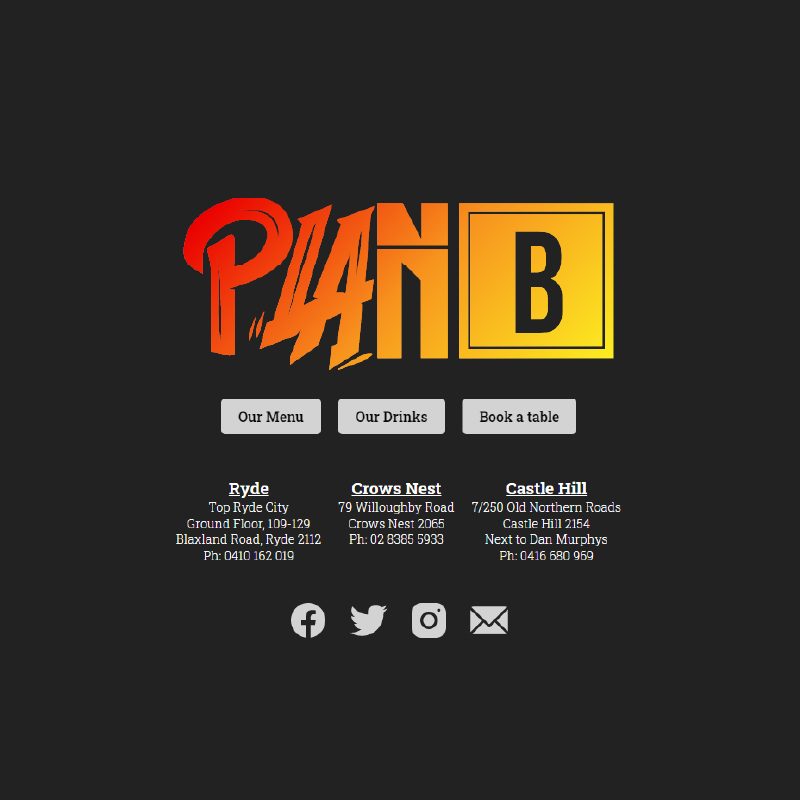 PLAN B
Our Menu
Our Drinks
Book a table
Ryde
Top Ryde City
Ground Floor, 109-129
Blaxland Road, Ryde 2112
Ph: 0410 162 019
Crows Nest
79 Willoughby Road
Crows Nest 2065
Ph: 02 8385 5933
Castle Hill
7/250 Old Northern Roads
Castle Hill 2154
Next to Dan Murphys
Ph: 0416 680 969